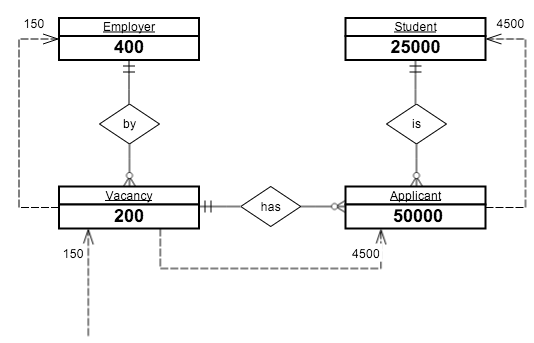 150
Employer
400
Student
25000
4500
by
is
Vacancy
200
has
Applicant
50000
150
4500